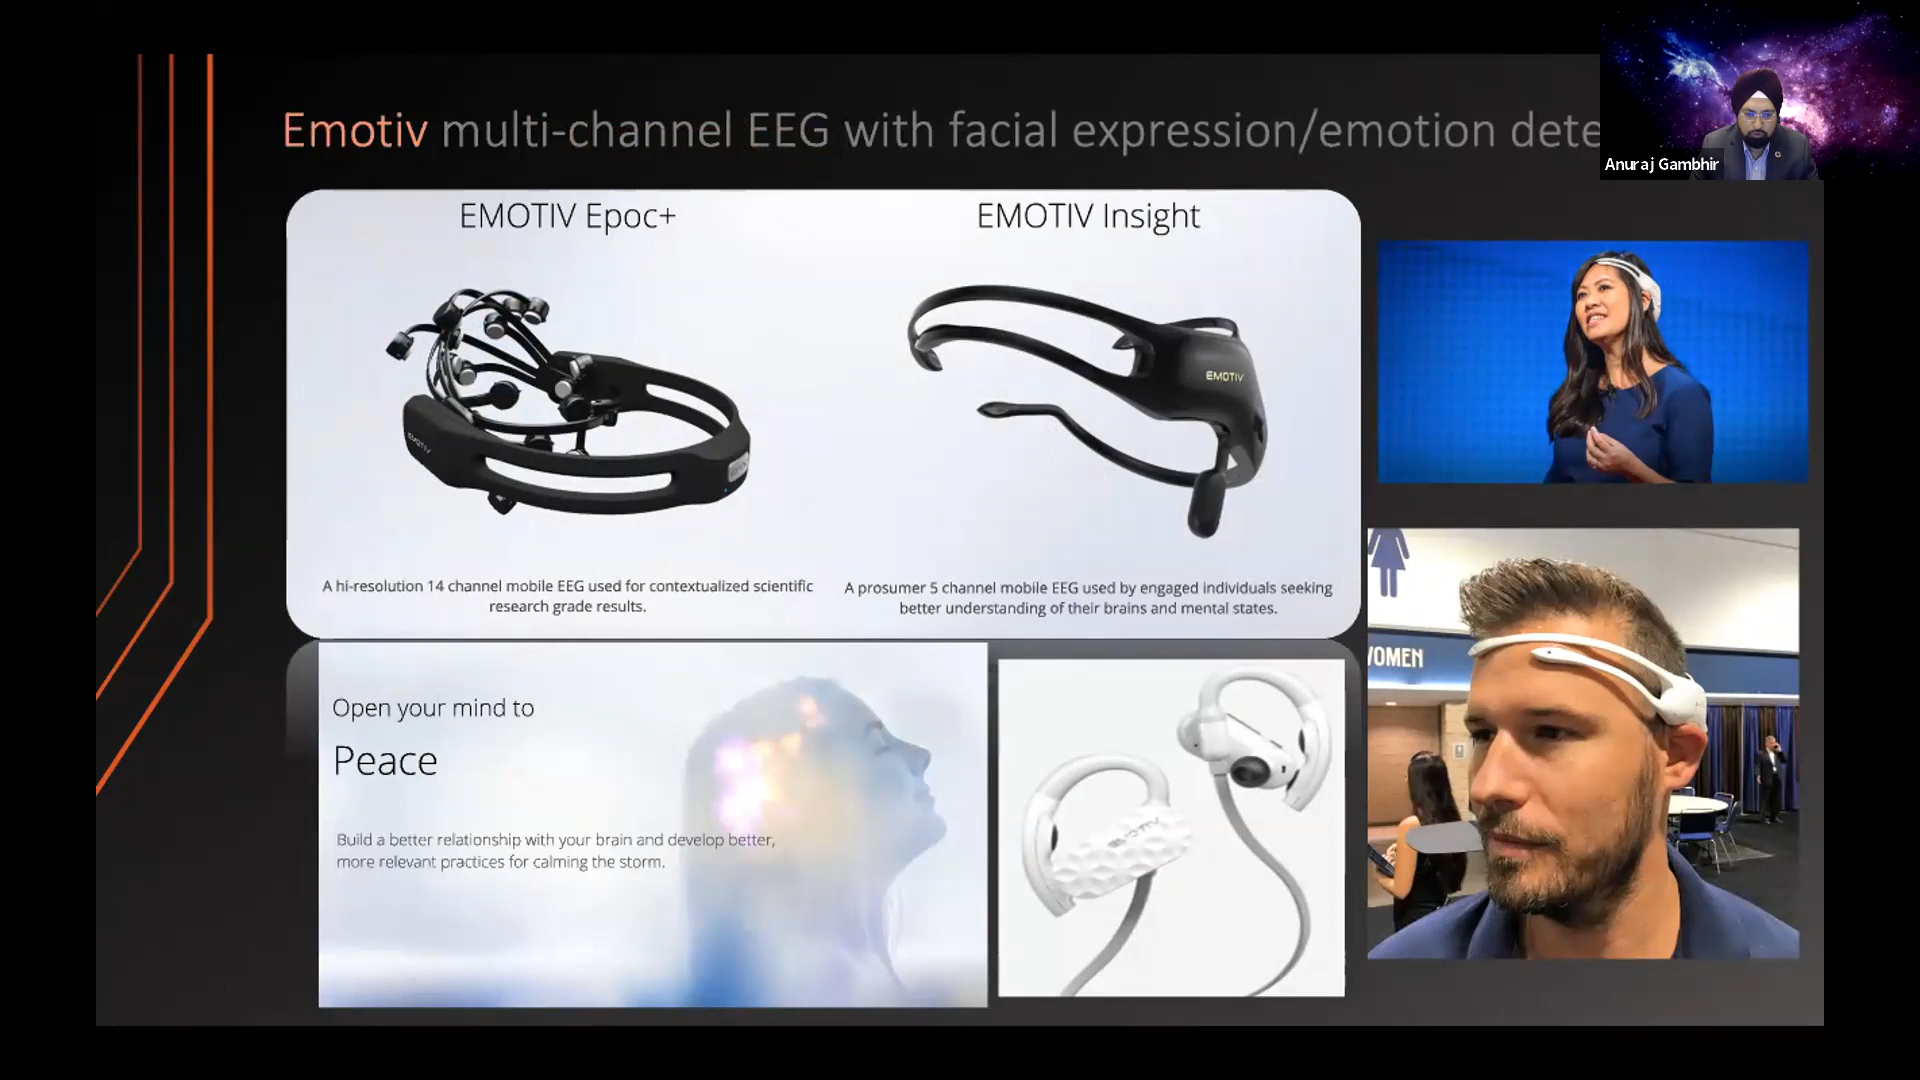 Emotiv multi-channel EEG with facial expression/emotion dete
Anuraj Gambhir
EMOTIV Epoc+
EMOTIV Insight
EMOTIV
EMOTIV
A hi-resolution 14 channel mobile EEG used for contextualized scientific
research grade results.
A prosumer 5 channel mobile EEG used by engaged individuals seeking
better understanding of their brains and mental states.
Open your mind to
Peace
Build a better relationship with your brain and develop better,
more relevant practices for calming the storm.
EMOTIV
WOMEN